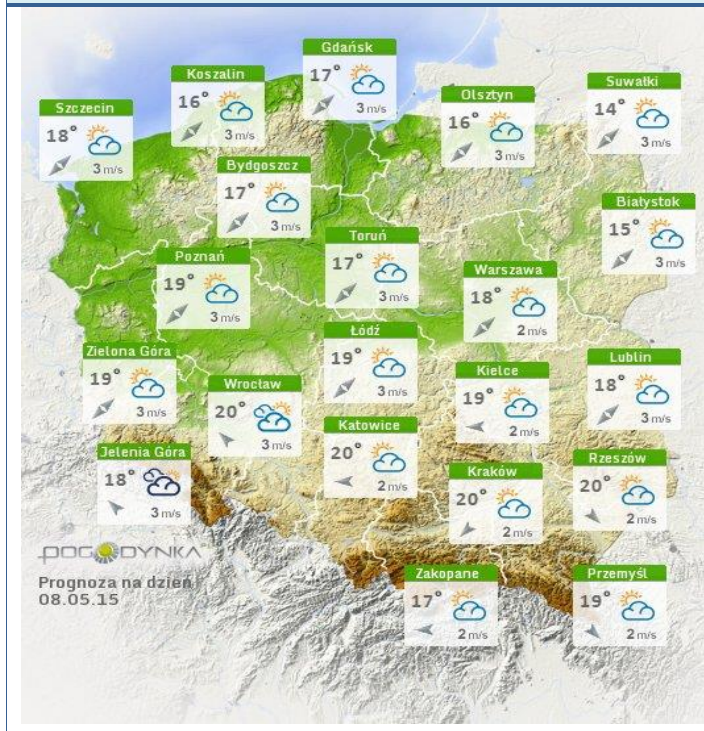 Gdańsk
17° 3 m/s
Koszalin
16° 3 m/s
Suwałki
14° 3 m/s
Olsztyn
16° 3 m/s
Szczecin
18° 3 m/s
Bydgoszcz
17° 3 m/s
Białystok
15° 3 m/s
Toruń
17° 3 m/s
Poznań
19° 3 m/s
Warszawa
18° 2 m/s
Łódź
19° 3 m/s
Zielona Góra
19° 3 m/s
Lublin
18° 3 m/s
Kielce
19° 2 m/s
Wrocław
20° 3 m/s
Katowice
20° 2 m/s
Jelenia Góra
18° 3 m/s
Rzeszów
20° 2 m/s
Kraków
20° 2 m/s
POGODYNKA
Prognoza na dzień
08.05.15
Zakopane
17° 2 m/s
Przemyśl
19° 2 m/s